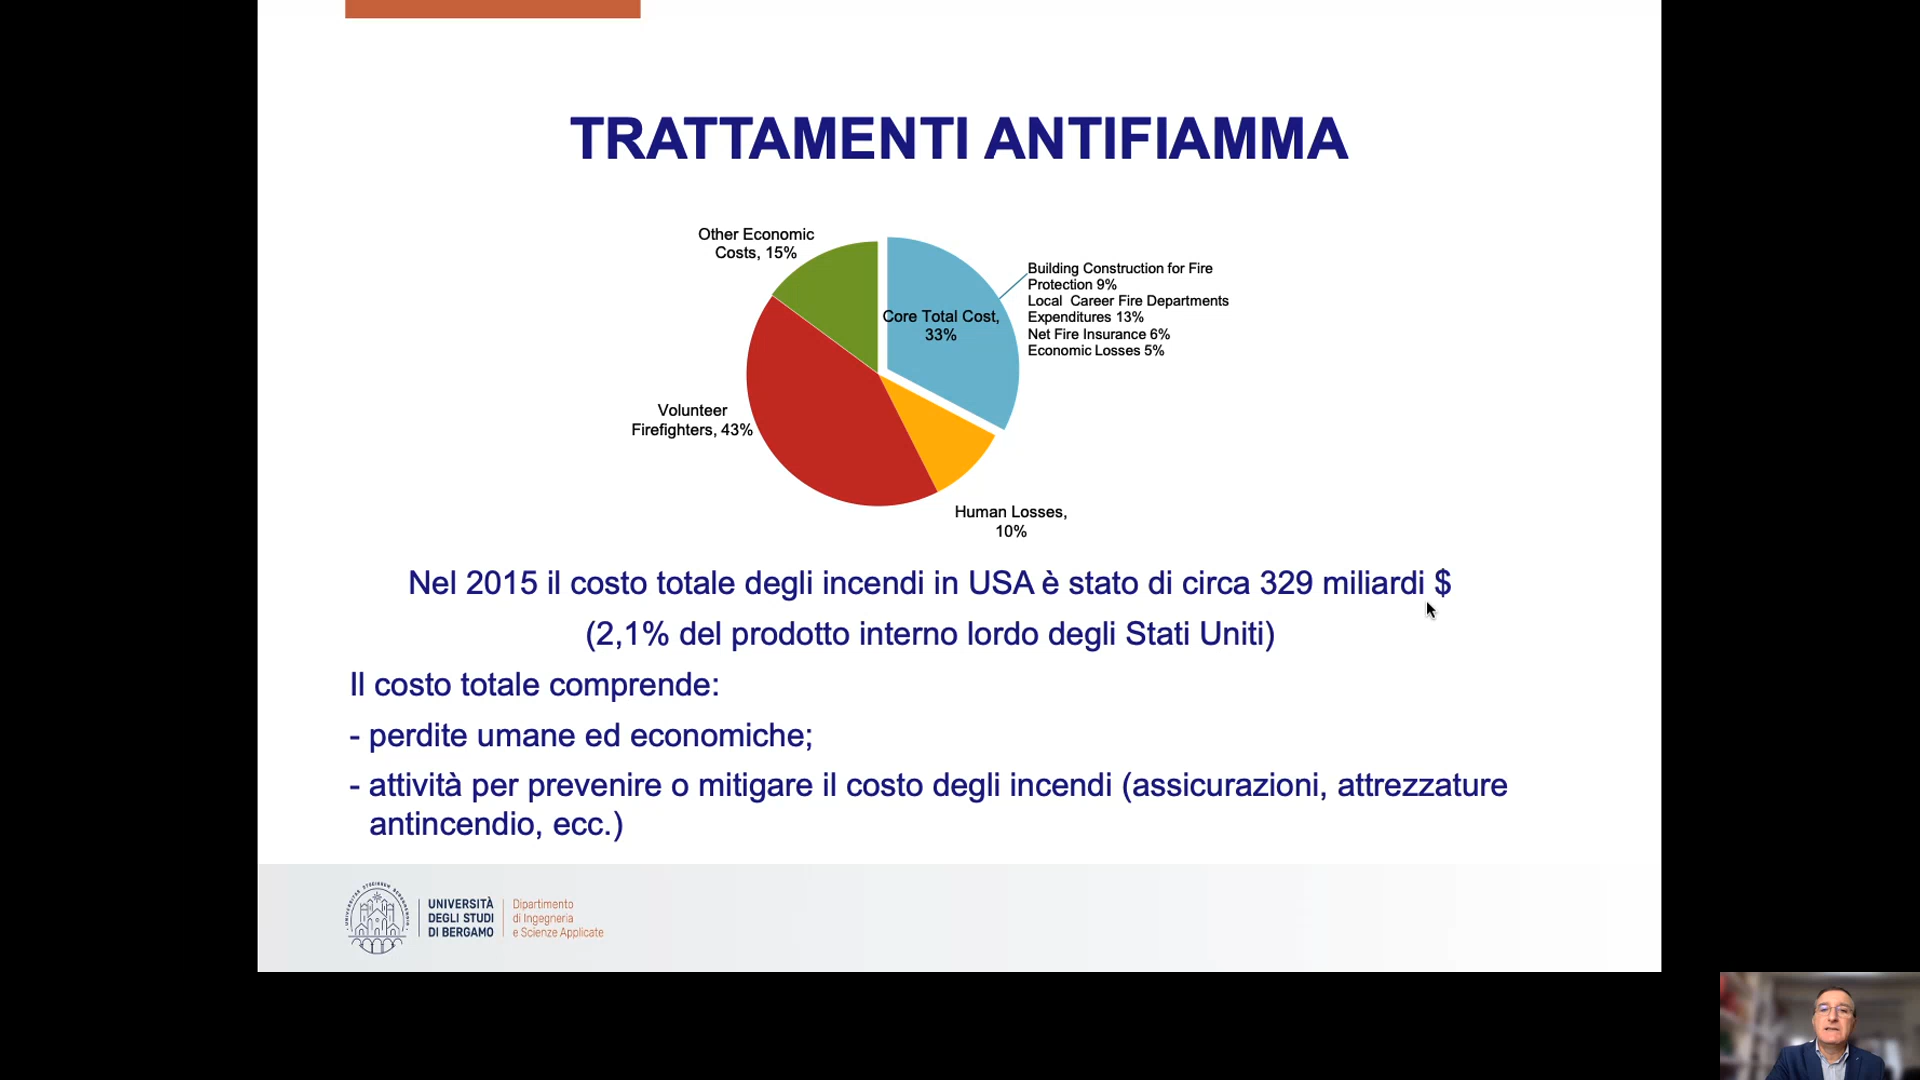 TRATTAMENTI ANTIFIAMMA
Other Economic
Costs, 15%
Building Construction for Fire
Protection 9%
Local Career Fire Departments
Expenditures 13%
Net Fire Insurance 6%
Economic Losses 5%
Core Total Cost,
33%
Volunteer
Firefighters, 43%
Human Losses,
10%
Nel 2015 il costo totale degli incendi in USA è stato di circa 329 miliardi $
(2,1% del prodotto interno lordo degli Stati Uniti)
Il costo totale comprende:
- perdite umane ed economiche;
- attività per prevenire o mitigare il costo degli incendi (assicurazioni, attrezzature
antincendio, ecc.)
UNIVERSITÀ
DEGLI STUDI
DI BERGAMO
Dipartimento
di Ingegneria
e Scienze Applicate